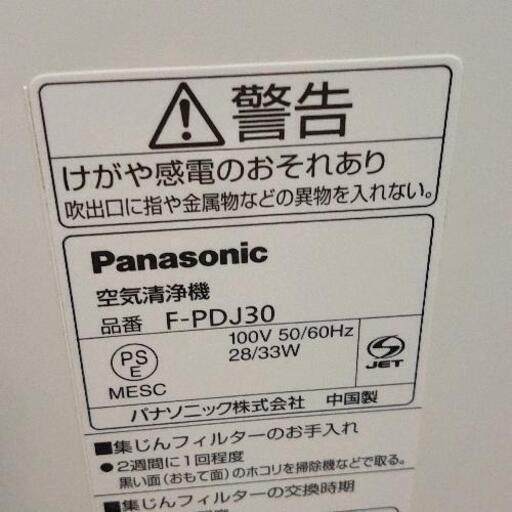 警告
けがや感電のおそれあり
吹出口に指や金属物などの異物を入れない。
Panasonic
空気清浄機
品番 F-PDJ30
100V 50/60Hz
28/33W
PS
E
MESC
JET
パナソニック株式会社 中国製
■集じんフィルターのお手入れ
●2週間に1回程度
黒い面(おもて面)のホコリを掃除機などで取る。
■集じんフィルターの交換時期